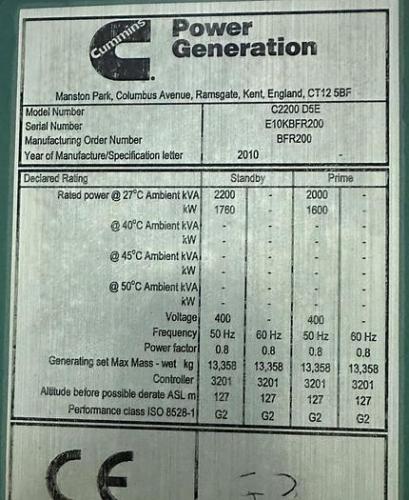 Cummins
Power
Generation
Manston Park, Columbus Avenue, Ramsgate, Kent, England, CT12 5BF
Model Number C2200 D5E
Serial Number E10KBFR200
Manufacturing Order Number BFR200
Year of Manufacture/Specification letter 2010 -
Declared Rating Standby Prime
Rated power @ 27°C Ambient kVA 2200 - 2000 -
kW 1760 - 1600 -
@ 40°C Ambient kVA - - - -
kW - - - -
@ 45°C Ambient kVA - - - -
kW - - - -
@ 50°C Ambient kVA - - - -
kW - - - -
Voltage 400 - 400 -
Frequency 50 Hz 60 Hz 50 Hz 60 Hz
Power factor 0.8 0.8 0.8 0.8
Generating set Max Mass - wet kg 13,358 13,358 13,358 13,358
Controller 3201 3201 3201 3201
Altitude before possible derate ASL m 127 127 127 127
Performance class ISO 8528-1 G2 G2 G2 G2
CE